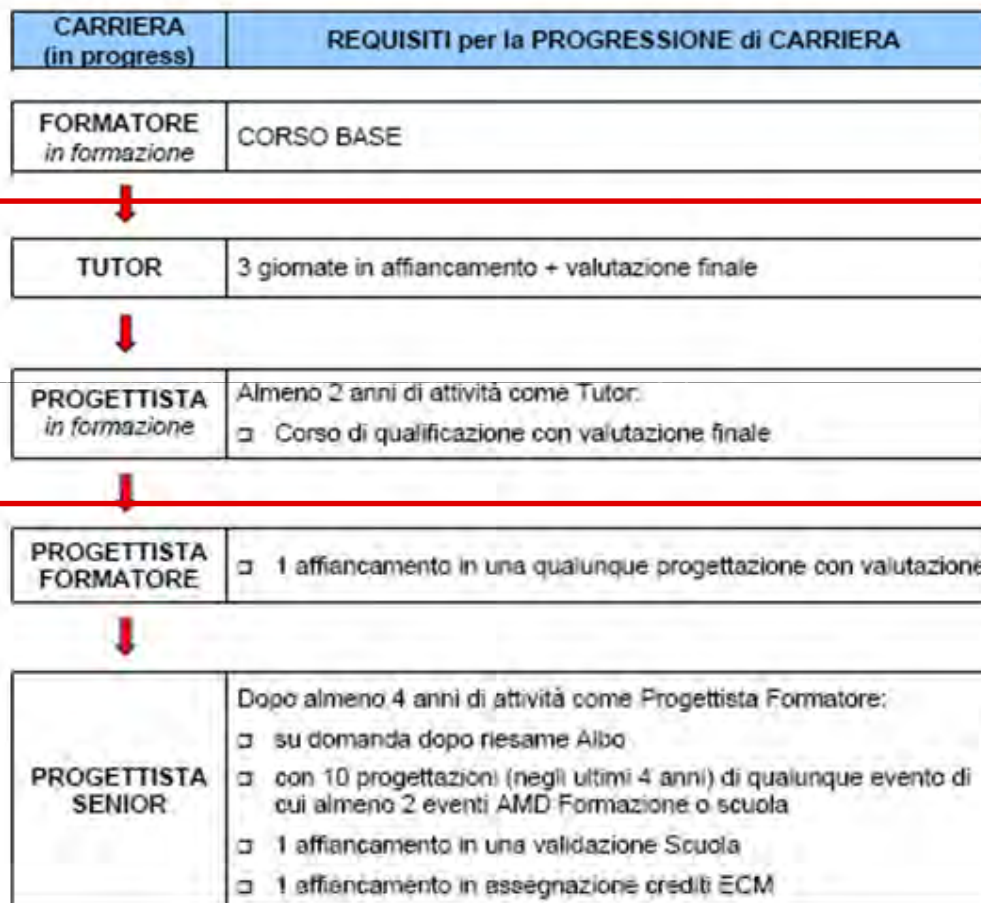 CARRIERA
(in progress)
REQUISITI per la PROGRESSIONE di CARRIERA
FORMATORE
in formazione
CORSO BASE
TUTOR
3 giornate in affiancamento + valutazione finale
PROGETTISTA
in formazione
Almeno 2 anni di attività come Tutor:
Corso di qualificazione con valutazione finale
PROGETTISTA
FORMATORE
1 affiancamento in una qualunque progettazione con valutazione
PROGETTISTA
SENIOR
Dopo almeno 4 anni di attività come Progettista Formatore:
su domanda dopo riesame Albo
con 10 progettazioni (negli ultimi 4 anni) di qualunque evento di
cui almeno 2 eventi AMD Formazione o scuola
1 affiancamento in una validazione Scuola
1 affiancamento in assegnazione crediti ECM